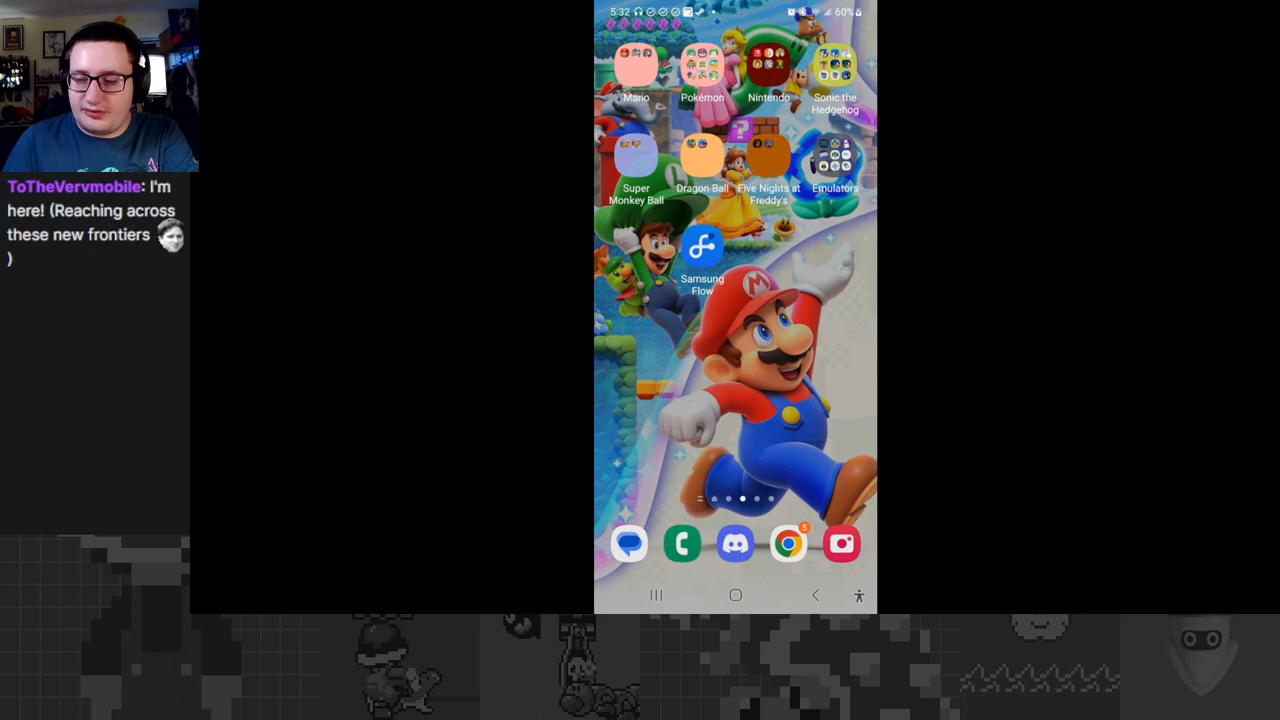 5:32
60%
Mario
Pokémon
Nintendo
Sonic the
Hedgehog
Super
Monkey Ball
Dragon Ball
Five Nights at
Freddy's
Emulators
Samsung
Flow
ToTheVervmobile: I'm
here! (Reaching across
these new frontiers
)
5